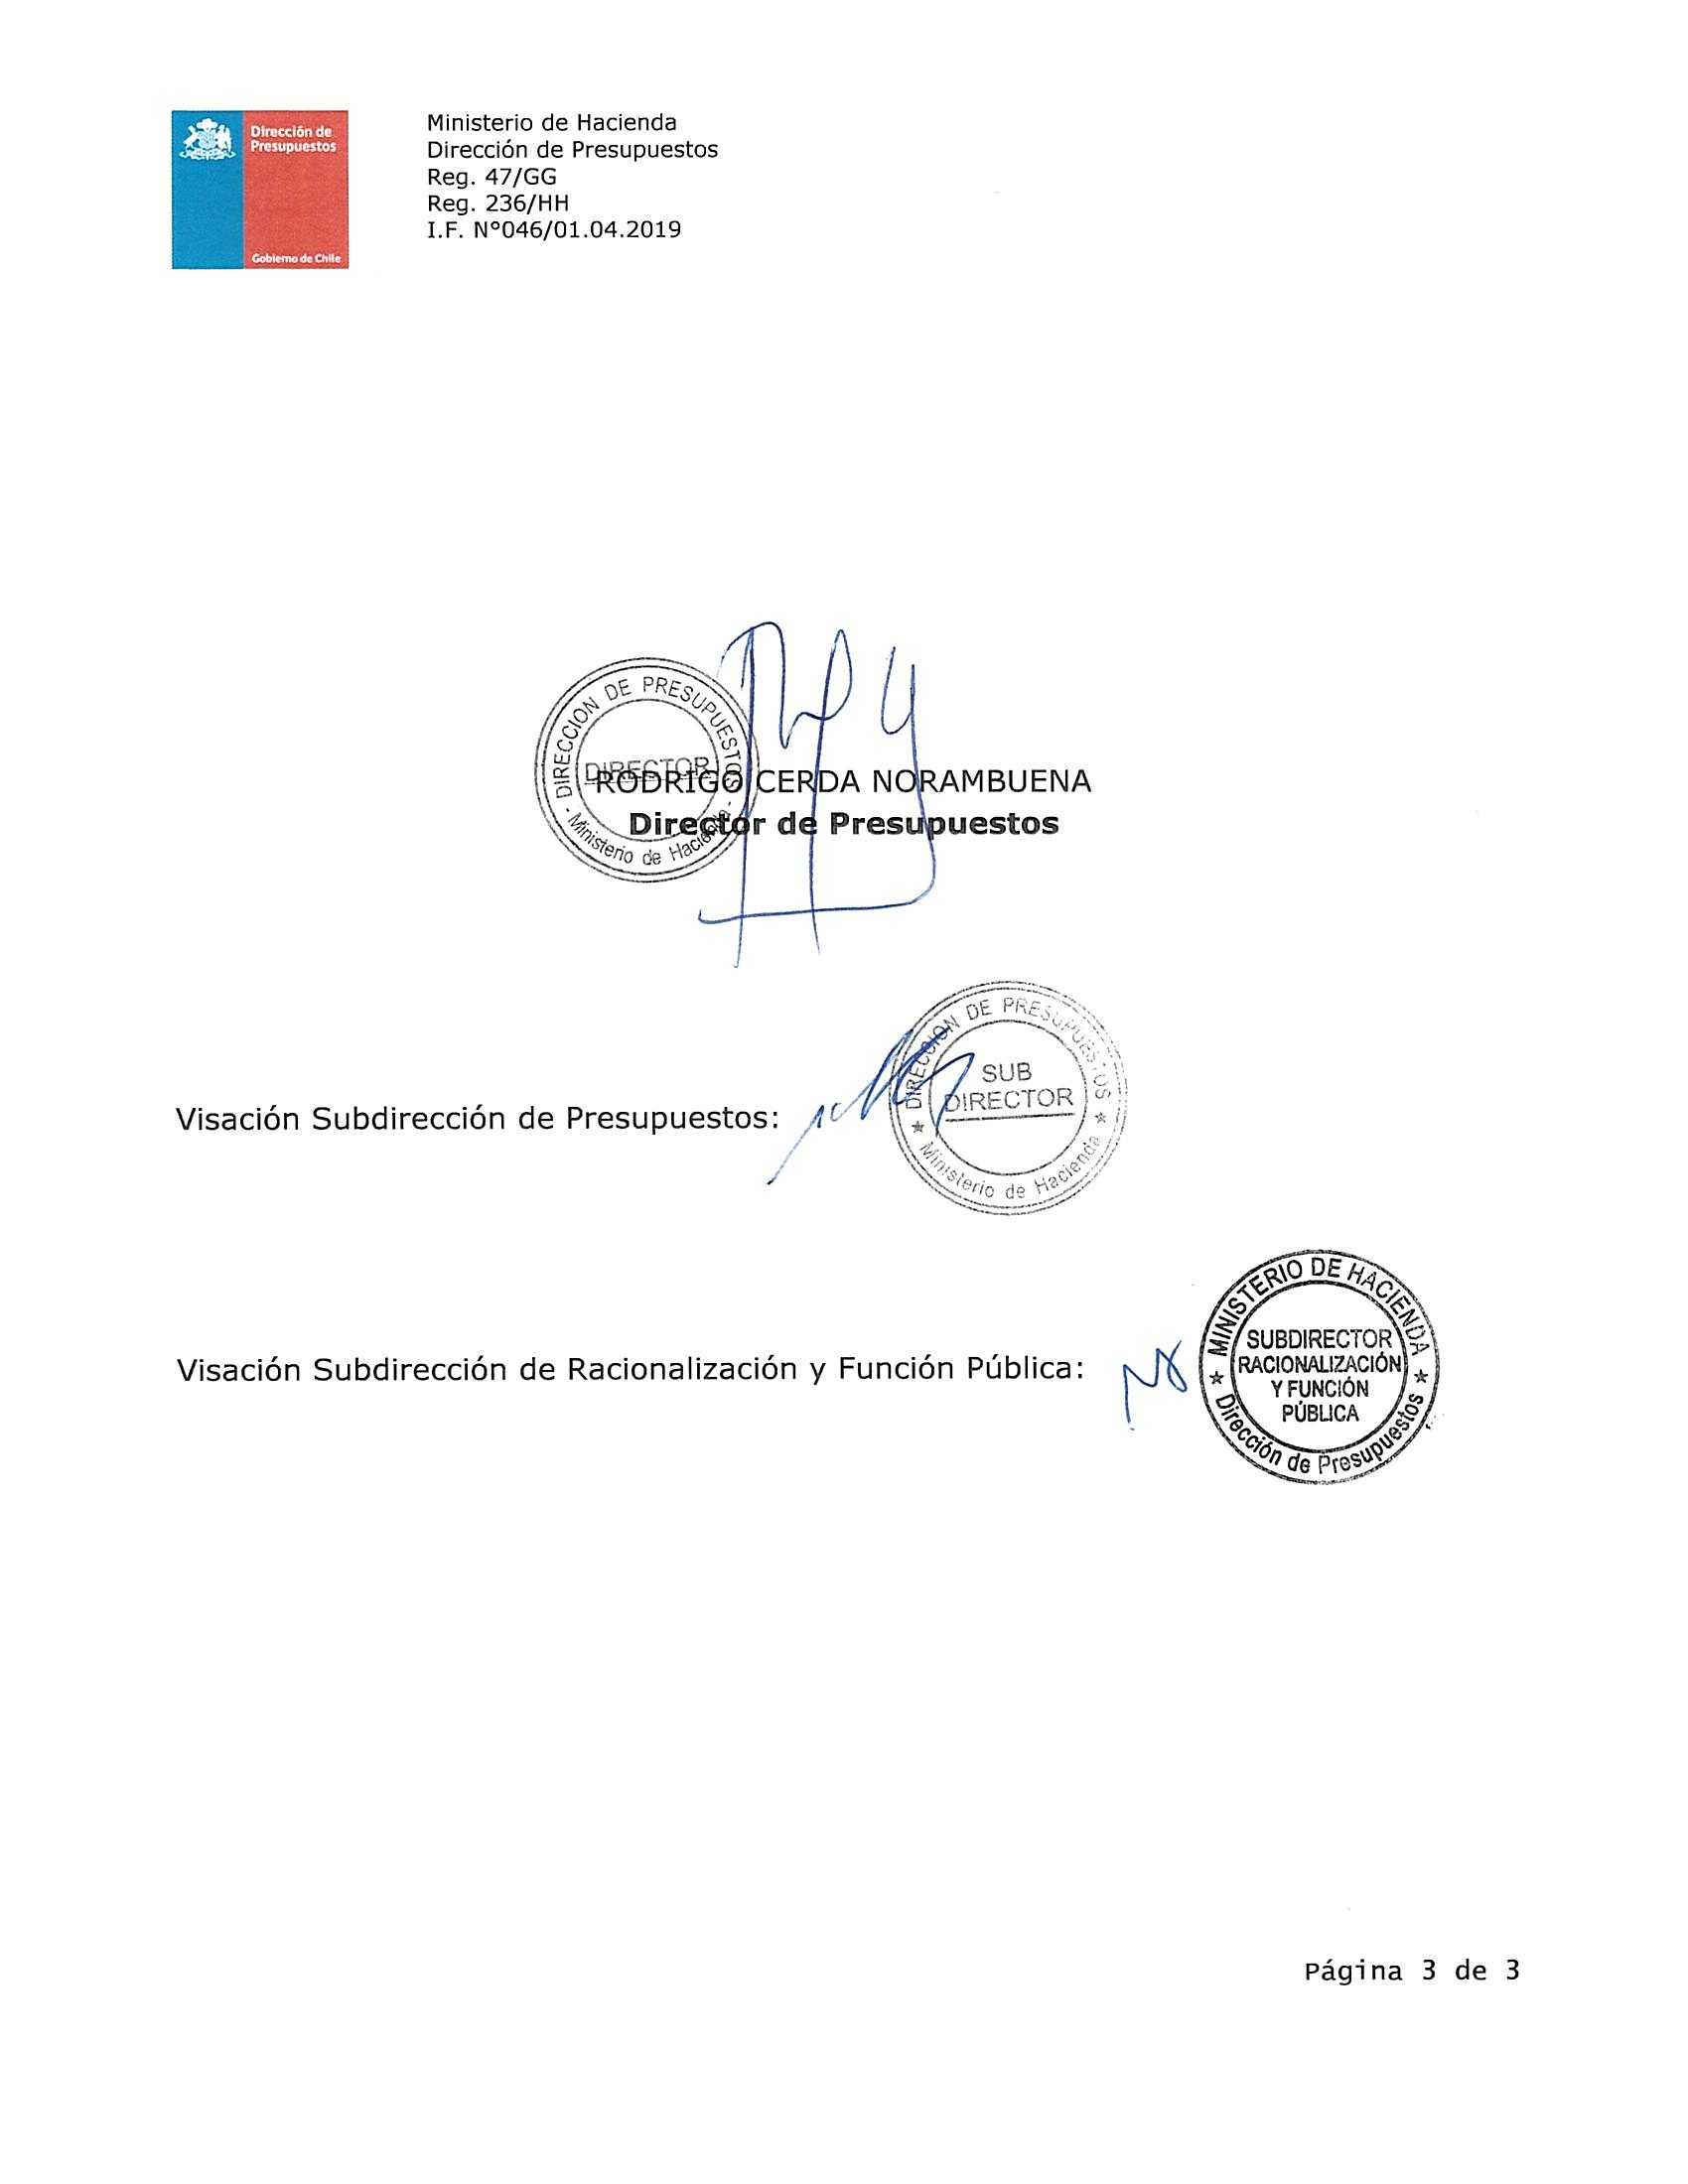 Dirección de
Presupuestos
Gobierno de Chile
Ministerio de Hacienda
Dirección de Presupuestos
Reg. 47/GG
Reg. 236/HH
I.F. N°046/01.04.2019
DIRECCION DE PRESUPUESTOS
DIRECTOR
Ministerio de Hacienda
RODRIGO CERDA NORAMBUENA
Director de Presupuestos
Visación Subdirección de Presupuestos:
DIRECCION DE PRESUPUESTOS
SUB
DIRECTOR
Ministerio de Hacienda
Visación Subdirección de Racionalización y Función Pública:
MINISTERIO DE HACIENDA
SUBDIRECTOR
RACIONALIZACIÓN
Y FUNCIÓN
PÚBLICA
Dirección de Presupuestos
Página 3 de 3